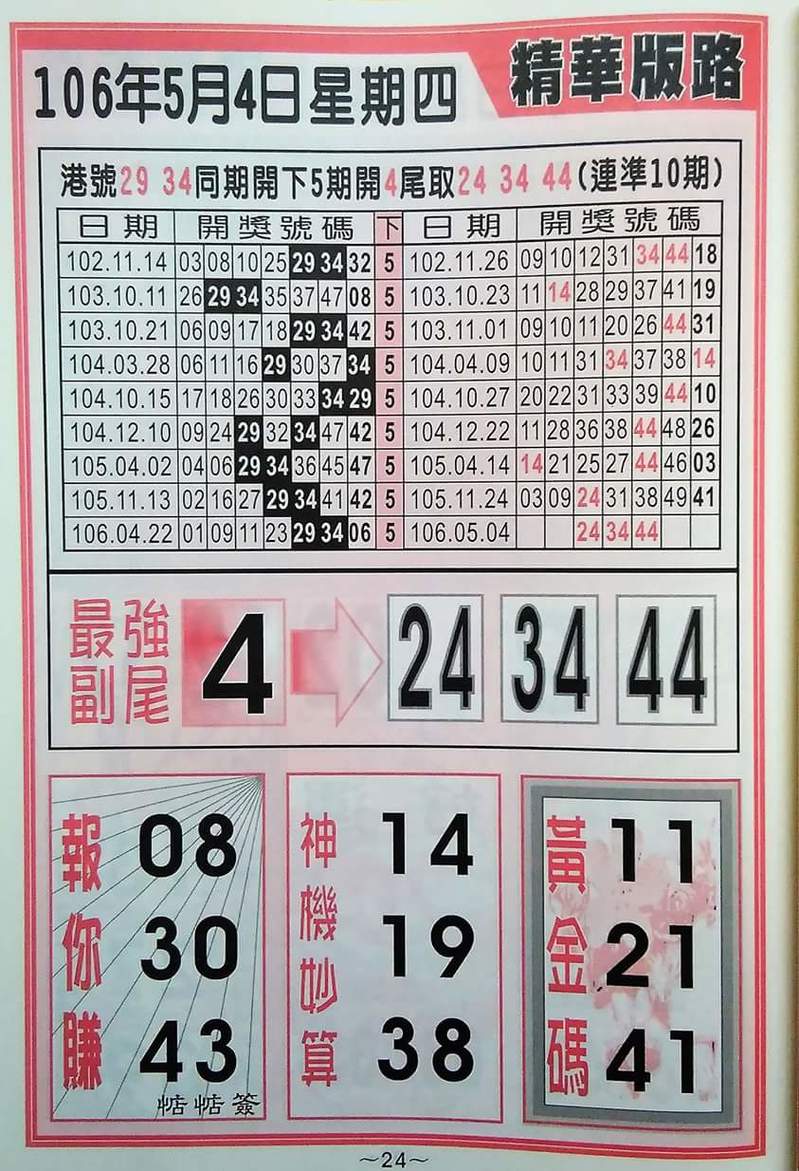 106年5月4日星期四
精華版路
港號29 34同期開下5期開4尾取24 34 44(連準10期)
日期 開獎號碼 下 日期 開獎號碼
102.11.14 03 08 10 25 29 34 32 5 102.11.26 09 10 12 31 34 44 18
103.10.11 26 29 34 35 37 47 08 5 103.10.23 11 14 28 29 37 41 19
103.10.21 06 09 17 18 29 34 42 5 103.11.01 09 10 11 20 26 44 31
104.03.28 06 11 16 29 30 37 34 5 104.04.09 10 11 31 34 37 38 14
104.10.15 17 18 26 30 33 34 29 5 104.10.27 20 22 31 33 39 44 10
104.12.10 09 24 29 32 34 47 42 5 104.12.22 11 28 36 38 44 48 26
105.04.02 04 06 29 34 36 45 47 5 105.04.14 14 21 25 27 44 46 03
105.11.13 02 16 27 29 34 41 42 5 105.11.24 03 09 24 31 38 49 41
106.04.22 01 09 11 23 29 34 06 5 106.05.04 24 34 44
最強
副尾
4
24 34 44
報你賺
08
30
43
惦惦簽
神機妙算
14
19
38
黃金碼
11
21
41
～24～